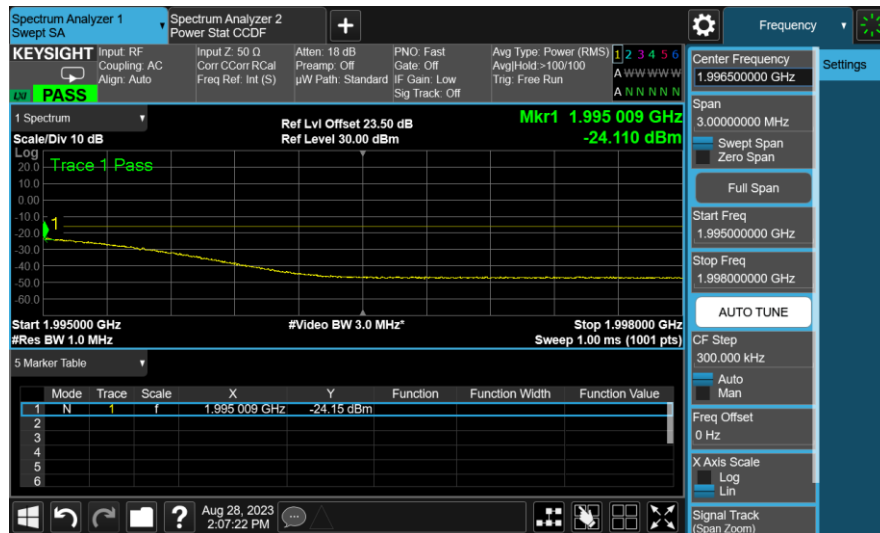 Spectrum Analyzer 1
Swept SA
Spectrum Analyzer 2
Power Stat CCDF
Frequency
KEYSIGHT
Input: RF
Coupling: AC
Align: Auto
Input Z: 50 Ω
Corr CCorr RCal
Freq Ref: Int (S)
Atten: 18 dB
Preamp: Off
µW Path: Standard
PNO: Fast
Gate: Off
IF Gain: Low
Sig Track: Off
Avg Type: Power (RMS)
Avg|Hold:>100/100
Trig: Free Run
1 2 3 4 5 6
A W W W W W
A N N N N N
LXI
PASS
1 Spectrum
Scale/Div 10 dB
Ref Lvl Offset 23.50 dB
Ref Level 30.00 dBm
Mkr1 1.995 009 GHz
-24.110 dBm
Log
Trace 1 Pass
20.0
10.0
0.00
-10.0
-20.0
-30.0
-40.0
-50.0
-60.0
1
Start 1.995000 GHz
#Res BW 1.0 MHz
#Video BW 3.0 MHz*
Stop 1.998000 GHz
Sweep 1.00 ms (1001 pts)
5 Marker Table
Mode Trace Scale X Y Function Function Width Function Value
1 N 1 f 1.995 009 GHz -24.15 dBm
2
3
4
5
6
Aug 28, 2023
2:07:22 PM
Center Frequency
1.996500000 GHz
Span
3.00000000 MHz
Swept Span
Zero Span
Full Span
Start Freq
1.995000000 GHz
Stop Freq
1.998000000 GHz
AUTO TUNE
CF Step
300.000 kHz
Auto
Man
Freq Offset
0 Hz
X Axis Scale
Log
Lin
Signal Track
(Span Zoom)
Settings